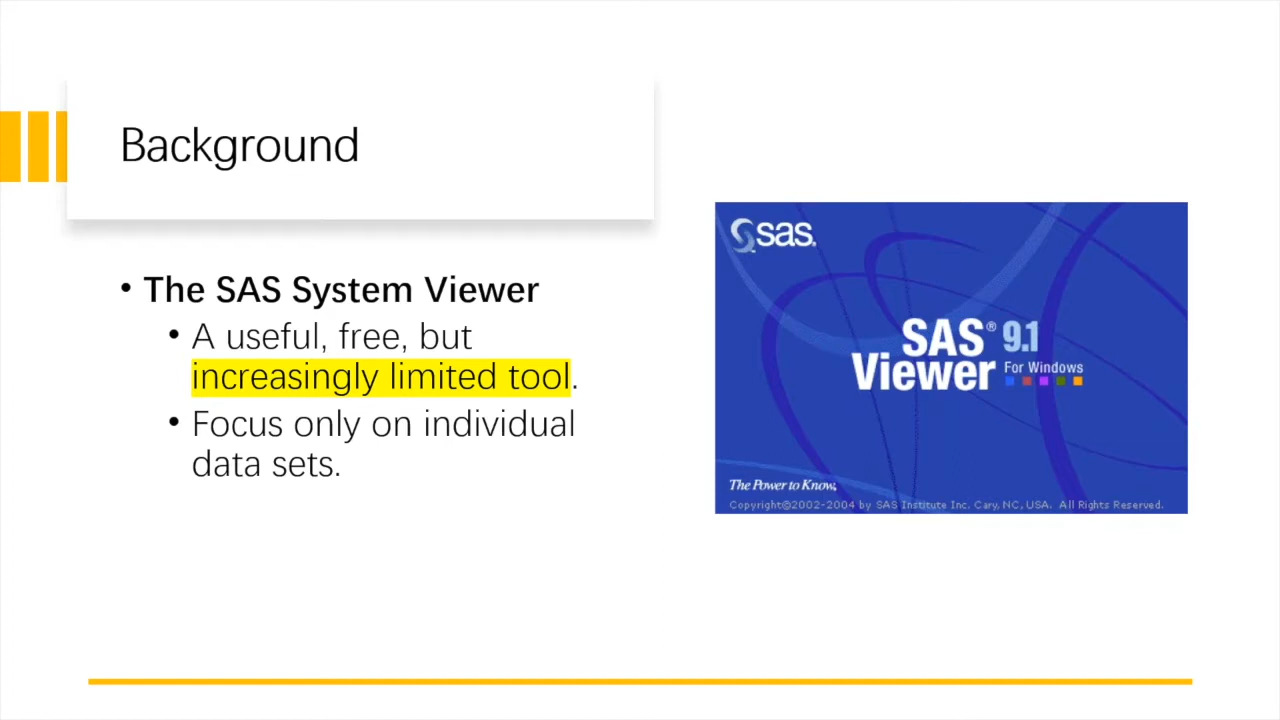 Background
• The SAS System Viewer
• A useful, free, but
increasingly limited tool.
• Focus only on individual
data sets.
sas.
SAS® 9.1
Viewer For Windows
The Power to Know.
Copyright©2002-2004 by SAS Institute Inc. Cary, NC, USA. All Rights Reserved.